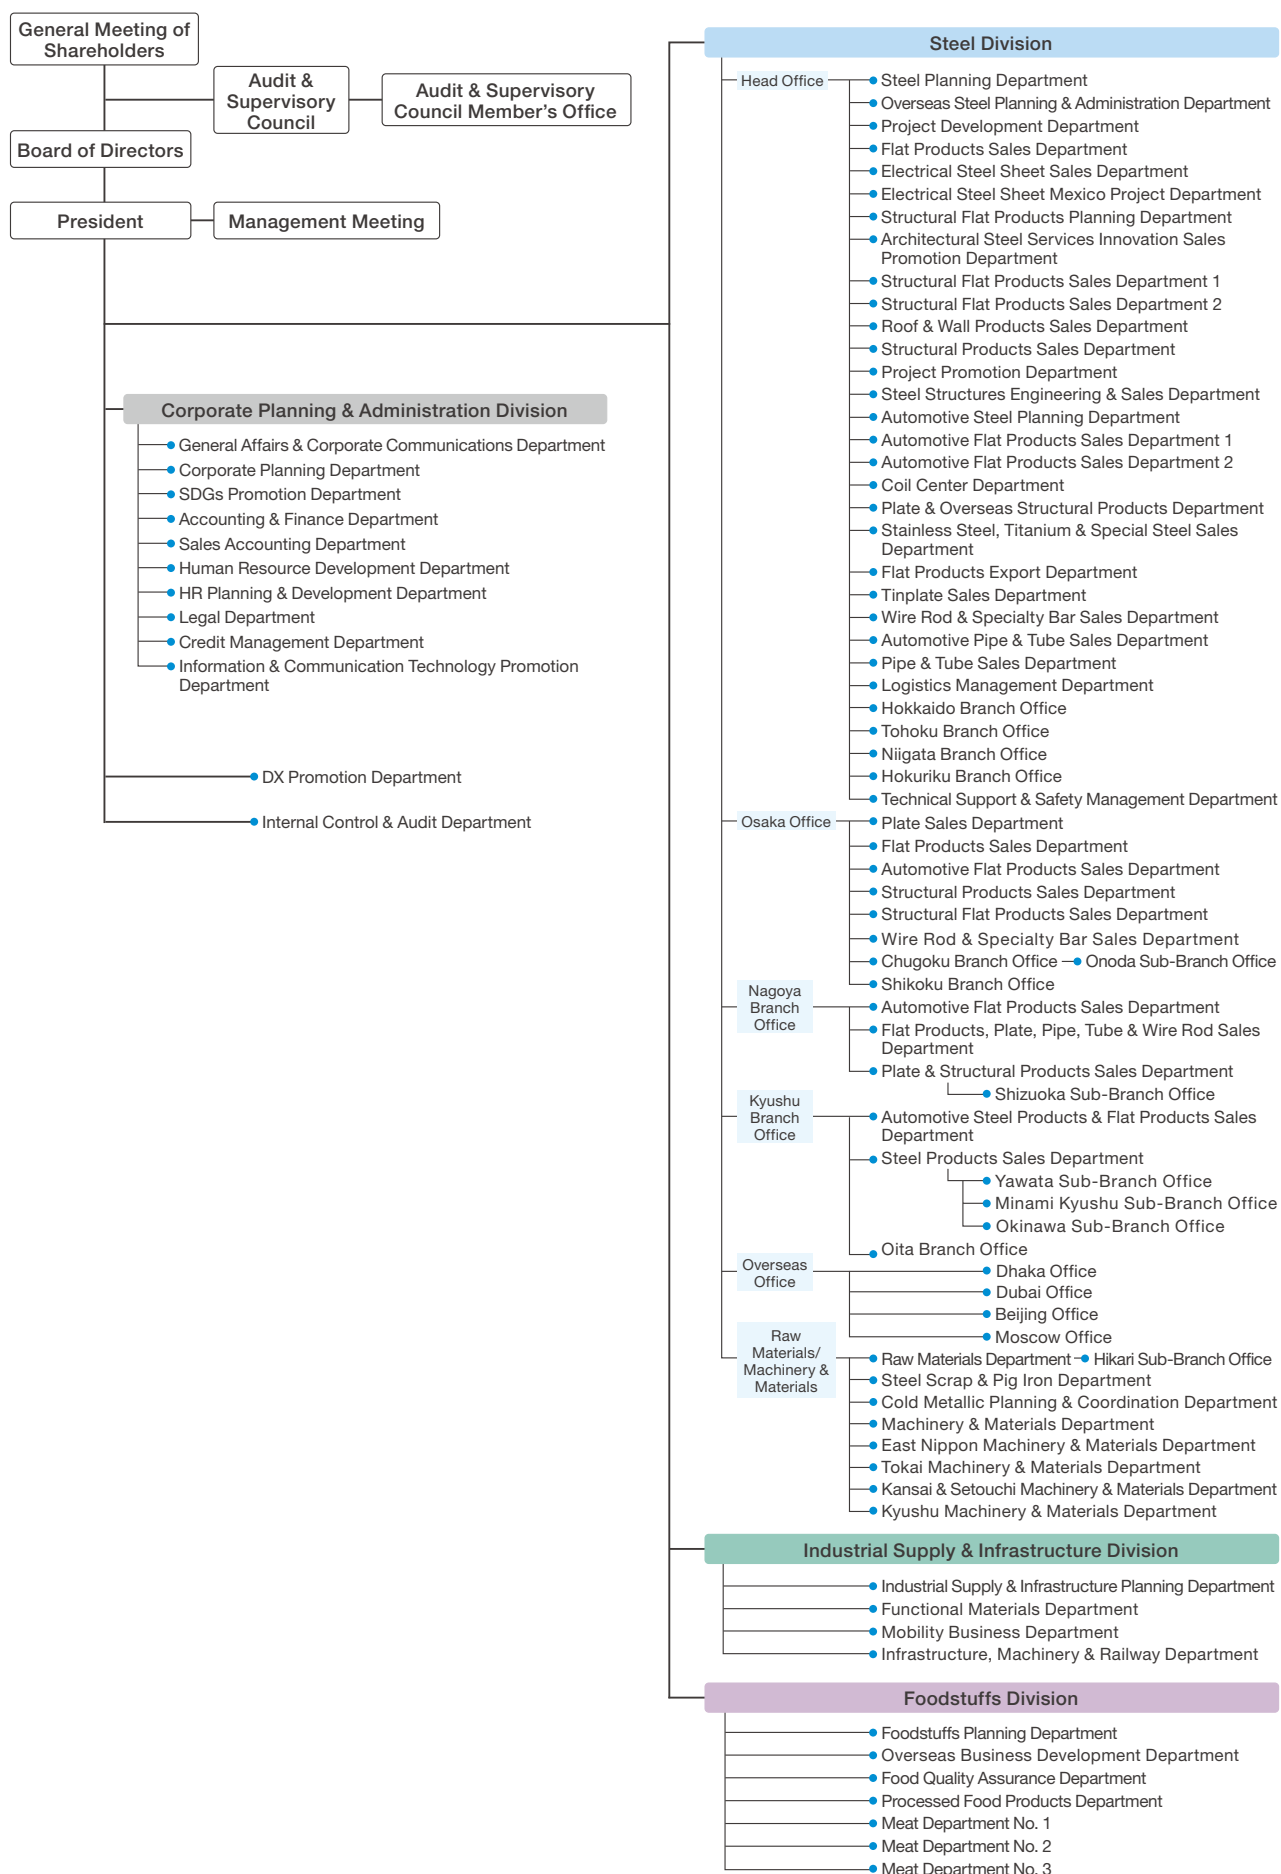 General Meeting of
Shareholders
Audit &
Supervisory
Council
Audit & Supervisory
Council Member's Office
Board of Directors
President
Management Meeting
Corporate Planning & Administration Division
General Affairs & Corporate Communications Department
Corporate Planning Department
SDGs Promotion Department
Accounting & Finance Department
Sales Accounting Department
Human Resource Development Department
HR Planning & Development Department
Legal Department
Credit Management Department
Information & Communication Technology Promotion
Department
DX Promotion Department
Internal Control & Audit Department
Steel Division
Head Office
Steel Planning Department
Overseas Steel Planning & Administration Department
Project Development Department
Flat Products Sales Department
Electrical Steel Sheet Sales Department
Electrical Steel Sheet Mexico Project Department
Structural Flat Products Planning Department
Architectural Steel Services Innovation Sales
Promotion Department
Structural Flat Products Sales Department 1
Structural Flat Products Sales Department 2
Roof & Wall Products Sales Department
Structural Products Sales Department
Project Promotion Department
Steel Structures Engineering & Sales Department
Automotive Steel Planning Department
Automotive Flat Products Sales Department 1
Automotive Flat Products Sales Department 2
Coil Center Department
Plate & Overseas Structural Products Department
Stainless Steel, Titanium & Special Steel Sales
Department
Flat Products Export Department
Tinplate Sales Department
Wire Rod & Specialty Bar Sales Department
Automotive Pipe & Tube Sales Department
Pipe & Tube Sales Department
Logistics Management Department
Hokkaido Branch Office
Tohoku Branch Office
Niigata Branch Office
Hokuriku Branch Office
Technical Support & Safety Management Department
Osaka Office
Plate Sales Department
Flat Products Sales Department
Automotive Flat Products Sales Department
Structural Products Sales Department
Structural Flat Products Sales Department
Wire Rod & Specialty Bar Sales Department
Chugoku Branch Office
Onoda Sub-Branch Office
Shikoku Branch Office
Nagoya
Branch
Office
Automotive Flat Products Sales Department
Flat Products, Plate, Pipe, Tube & Wire Rod Sales
Department
Plate & Structural Products Sales Department
Shizuoka Sub-Branch Office
Kyushu
Branch
Office
Automotive Steel Products & Flat Products Sales
Department
Steel Products Sales Department
Yawata Sub-Branch Office
Minami Kyushu Sub-Branch Office
Okinawa Sub-Branch Office
Oita Branch Office
Overseas
Office
Dhaka Office
Dubai Office
Beijing Office
Moscow Office
Raw
Materials/
Machinery &
Materials
Raw Materials Department
Hikari Sub-Branch Office
Steel Scrap & Pig Iron Department
Cold Metallic Planning & Coordination Department
Machinery & Materials Department
East Nippon Machinery & Materials Department
Tokai Machinery & Materials Department
Kansai & Setouchi Machinery & Materials Department
Kyushu Machinery & Materials Department
Industrial Supply & Infrastructure Division
Industrial Supply & Infrastructure Planning Department
Functional Materials Department
Mobility Business Department
Infrastructure, Machinery & Railway Department
Foodstuffs Division
Foodstuffs Planning Department
Overseas Business Development Department
Food Quality Assurance Department
Processed Food Products Department
Meat Department No. 1
Meat Department No. 2
Meat Department No. 3